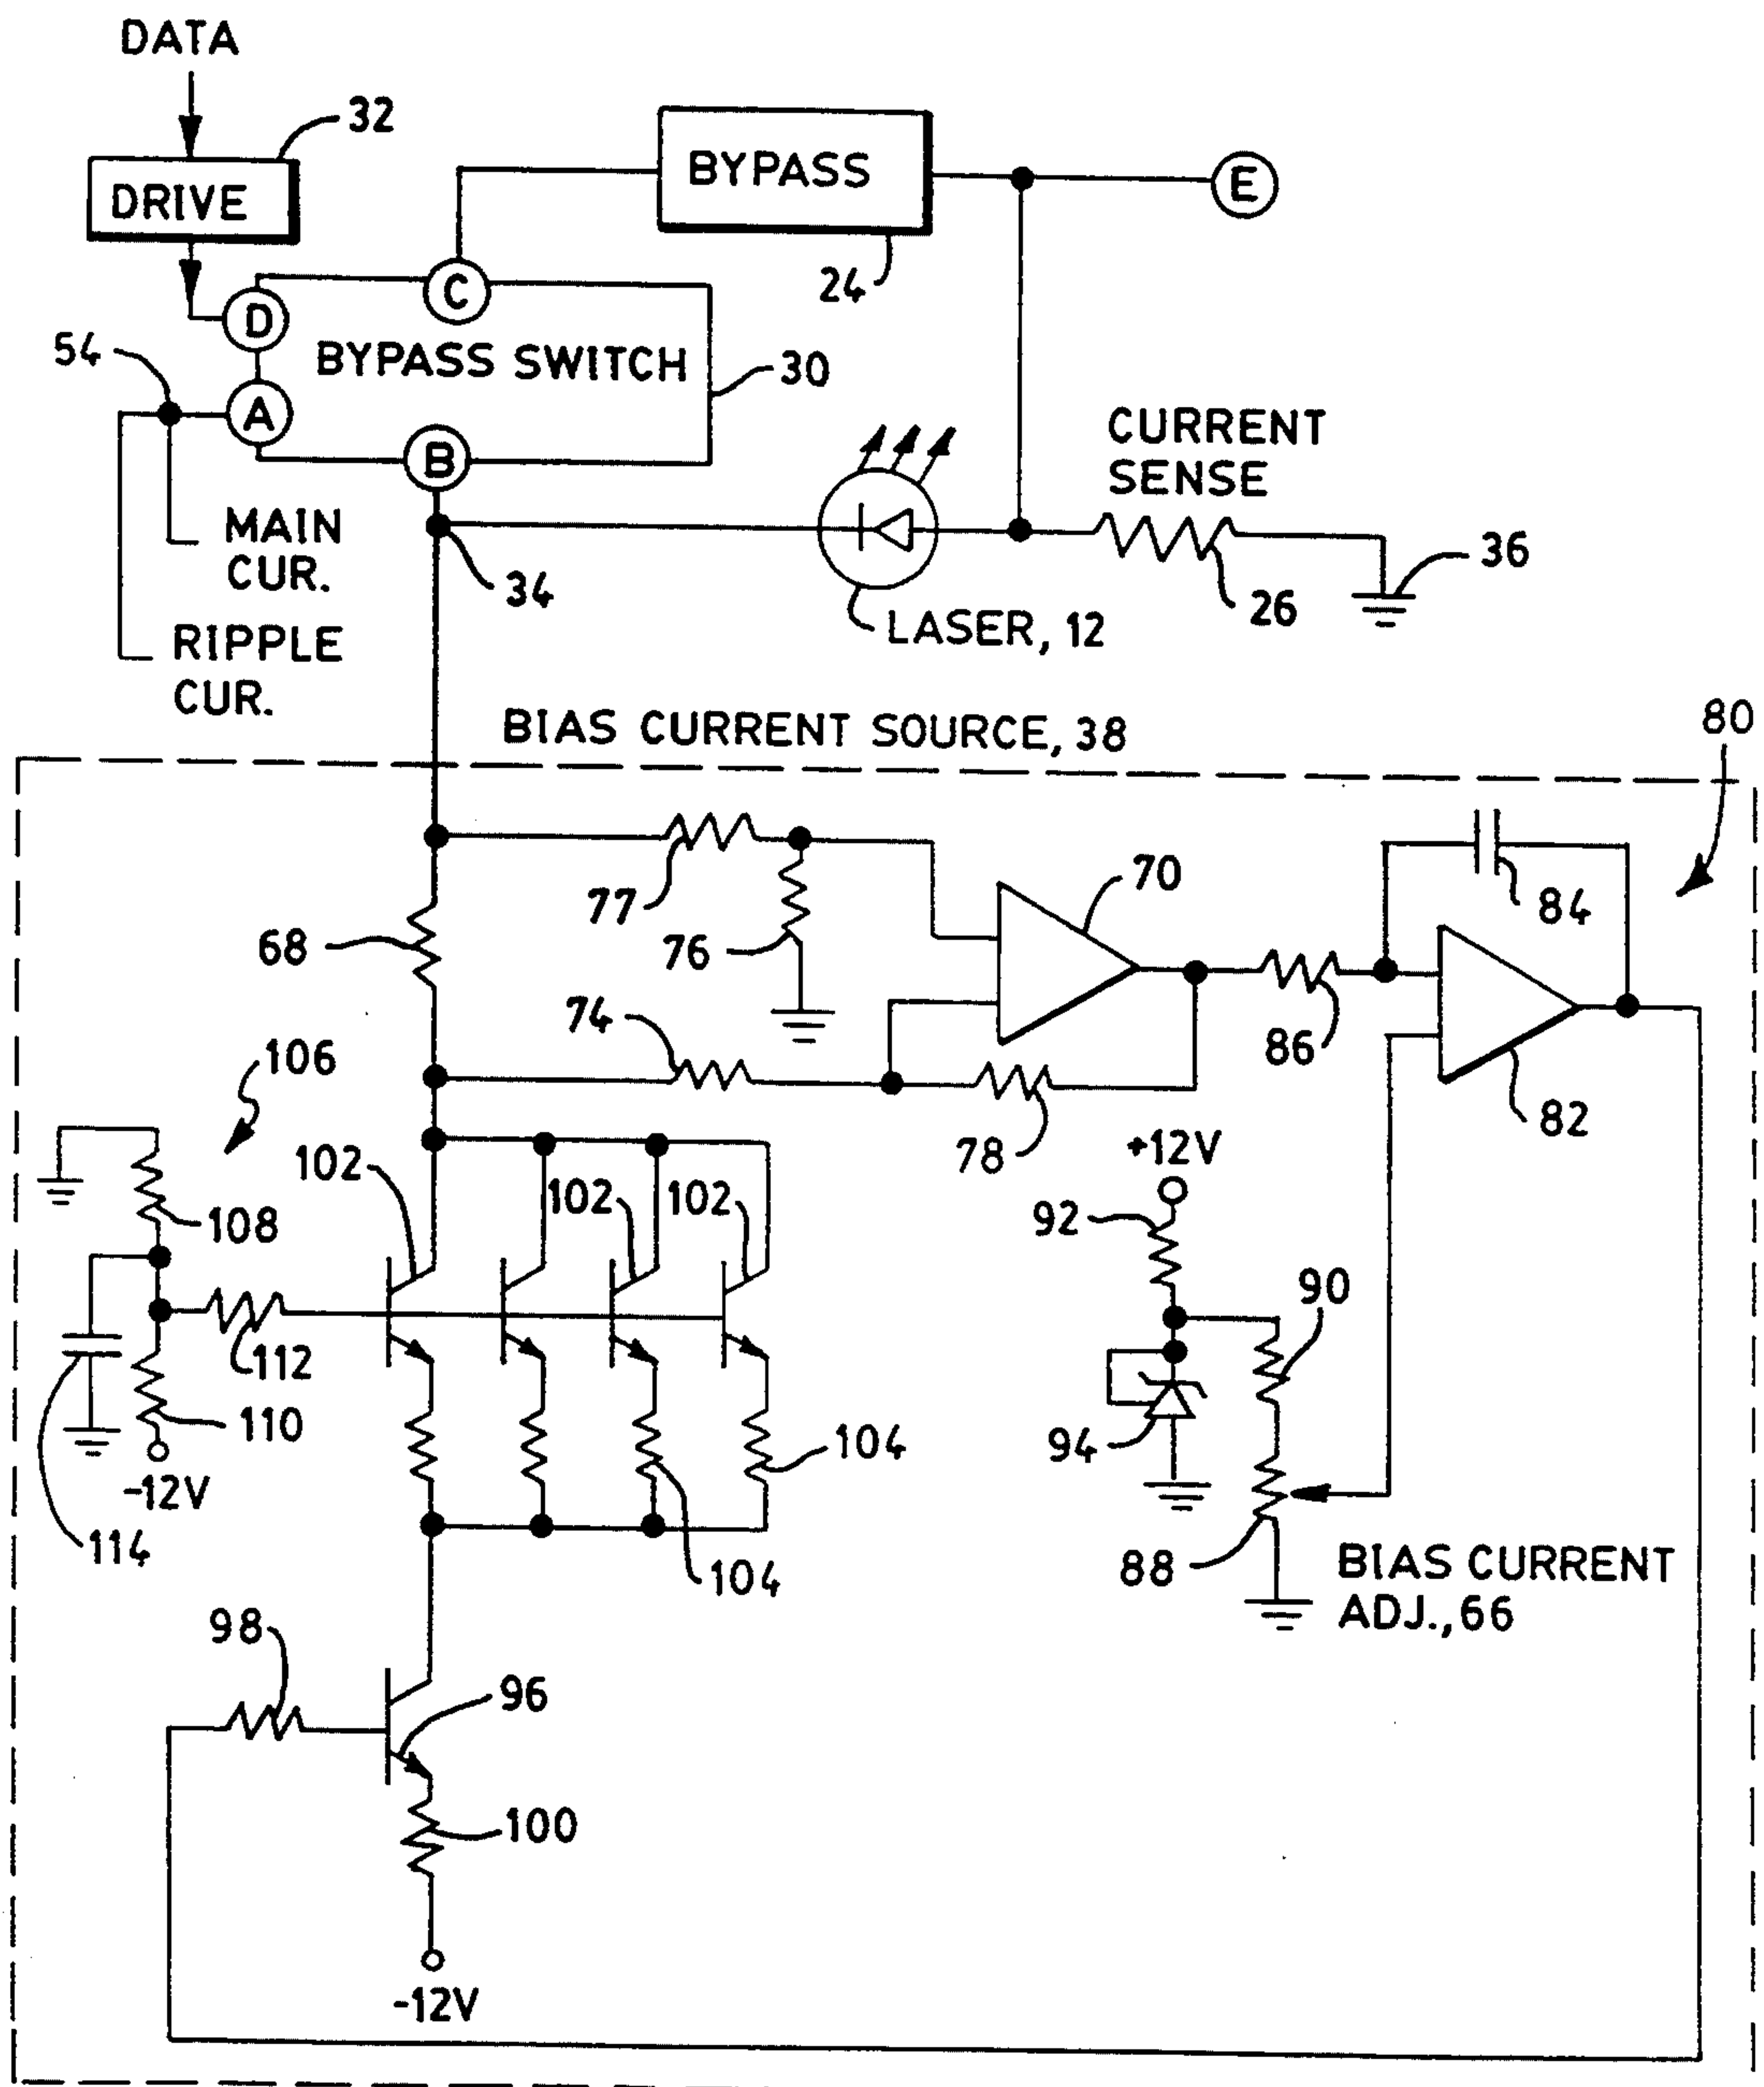 DATA
32
DRIVE
BYPASS
E
24
C
D
54
BYPASS SWITCH
30
A
B
CURRENT
SENSE
MAIN
CUR.
34
36
26
LASER, 12
RIPPLE
CUR.
BIAS CURRENT SOURCE, 38
80
77
70
84
68
76
74
86
106
82
78
+12V
102
102
102
92
108
90
112
110
94
104
-12V
114
104
88
BIAS CURRENT
ADJ., 66
98
96
100
-12V